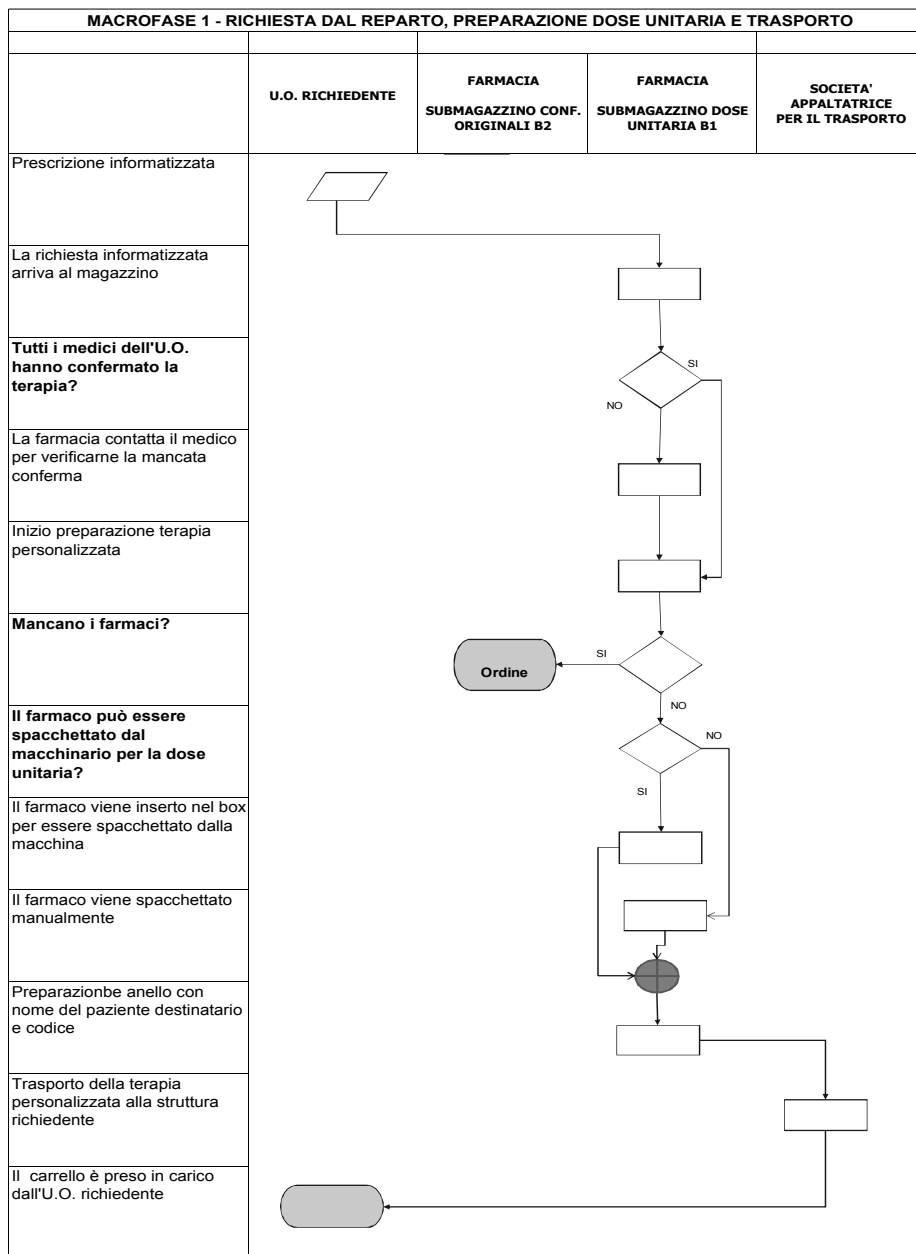 MACROFASE 1 - RICHIESTA DAL REPARTO, PREPARAZIONE DOSE UNITARIA E TRASPORTO
U.O. RICHIEDENTE
FARMACIA
SUBMAGAZZINO CONF.
ORIGINALI B2
FARMACIA
SUBMAGAZZINO DOSE
UNITARIA B1
SOCIETA'
APPALTATRICE
PER IL TRASPORTO
Prescrizione informatizzata
La richiesta informatizzata
arriva al magazzino
Tutti i medici dell'U.O.
hanno confermato la
terapia?
SI
NO
La farmacia contatta il medico
per verificarne la mancata
conferma
Inizio preparazione terapia
personalizzata
Mancano i farmaci?
SI
Ordine
NO
Il farmaco può essere
spacchettato dal
macchinario per la dose
unitaria?
NO
SI
Il farmaco viene inserto nel box
per essere spacchettato dalla
macchina
Il farmaco viene spacchettato
manualmente
Preparazionbe anello con
nome del paziente destinatario
e codice
Trasporto della terapia
personalizzata alla struttura
richiedente
Il  carrello è preso in carico
dall'U.O. richiedente